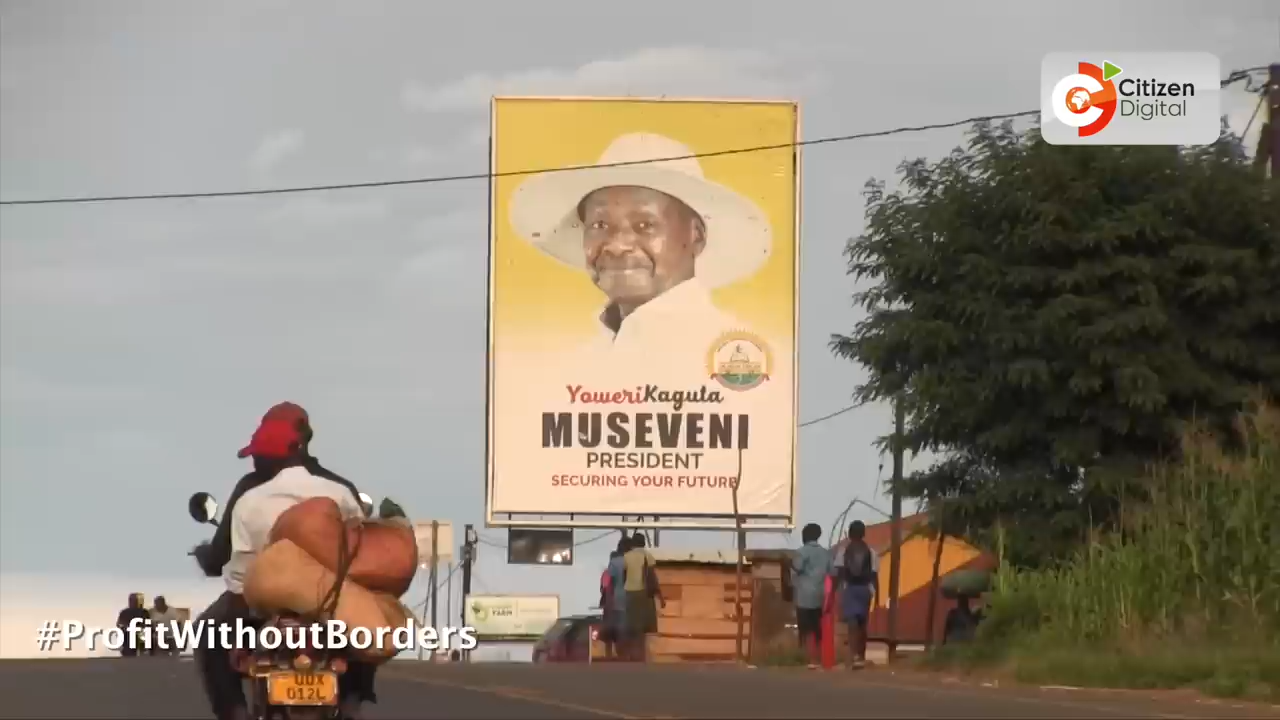 Citizen
Digital
YoweriKaguta
MUSEVENI
PRESIDENT
SECURING YOUR FUTURE
#ProfitWithoutBorders
UDX
012L